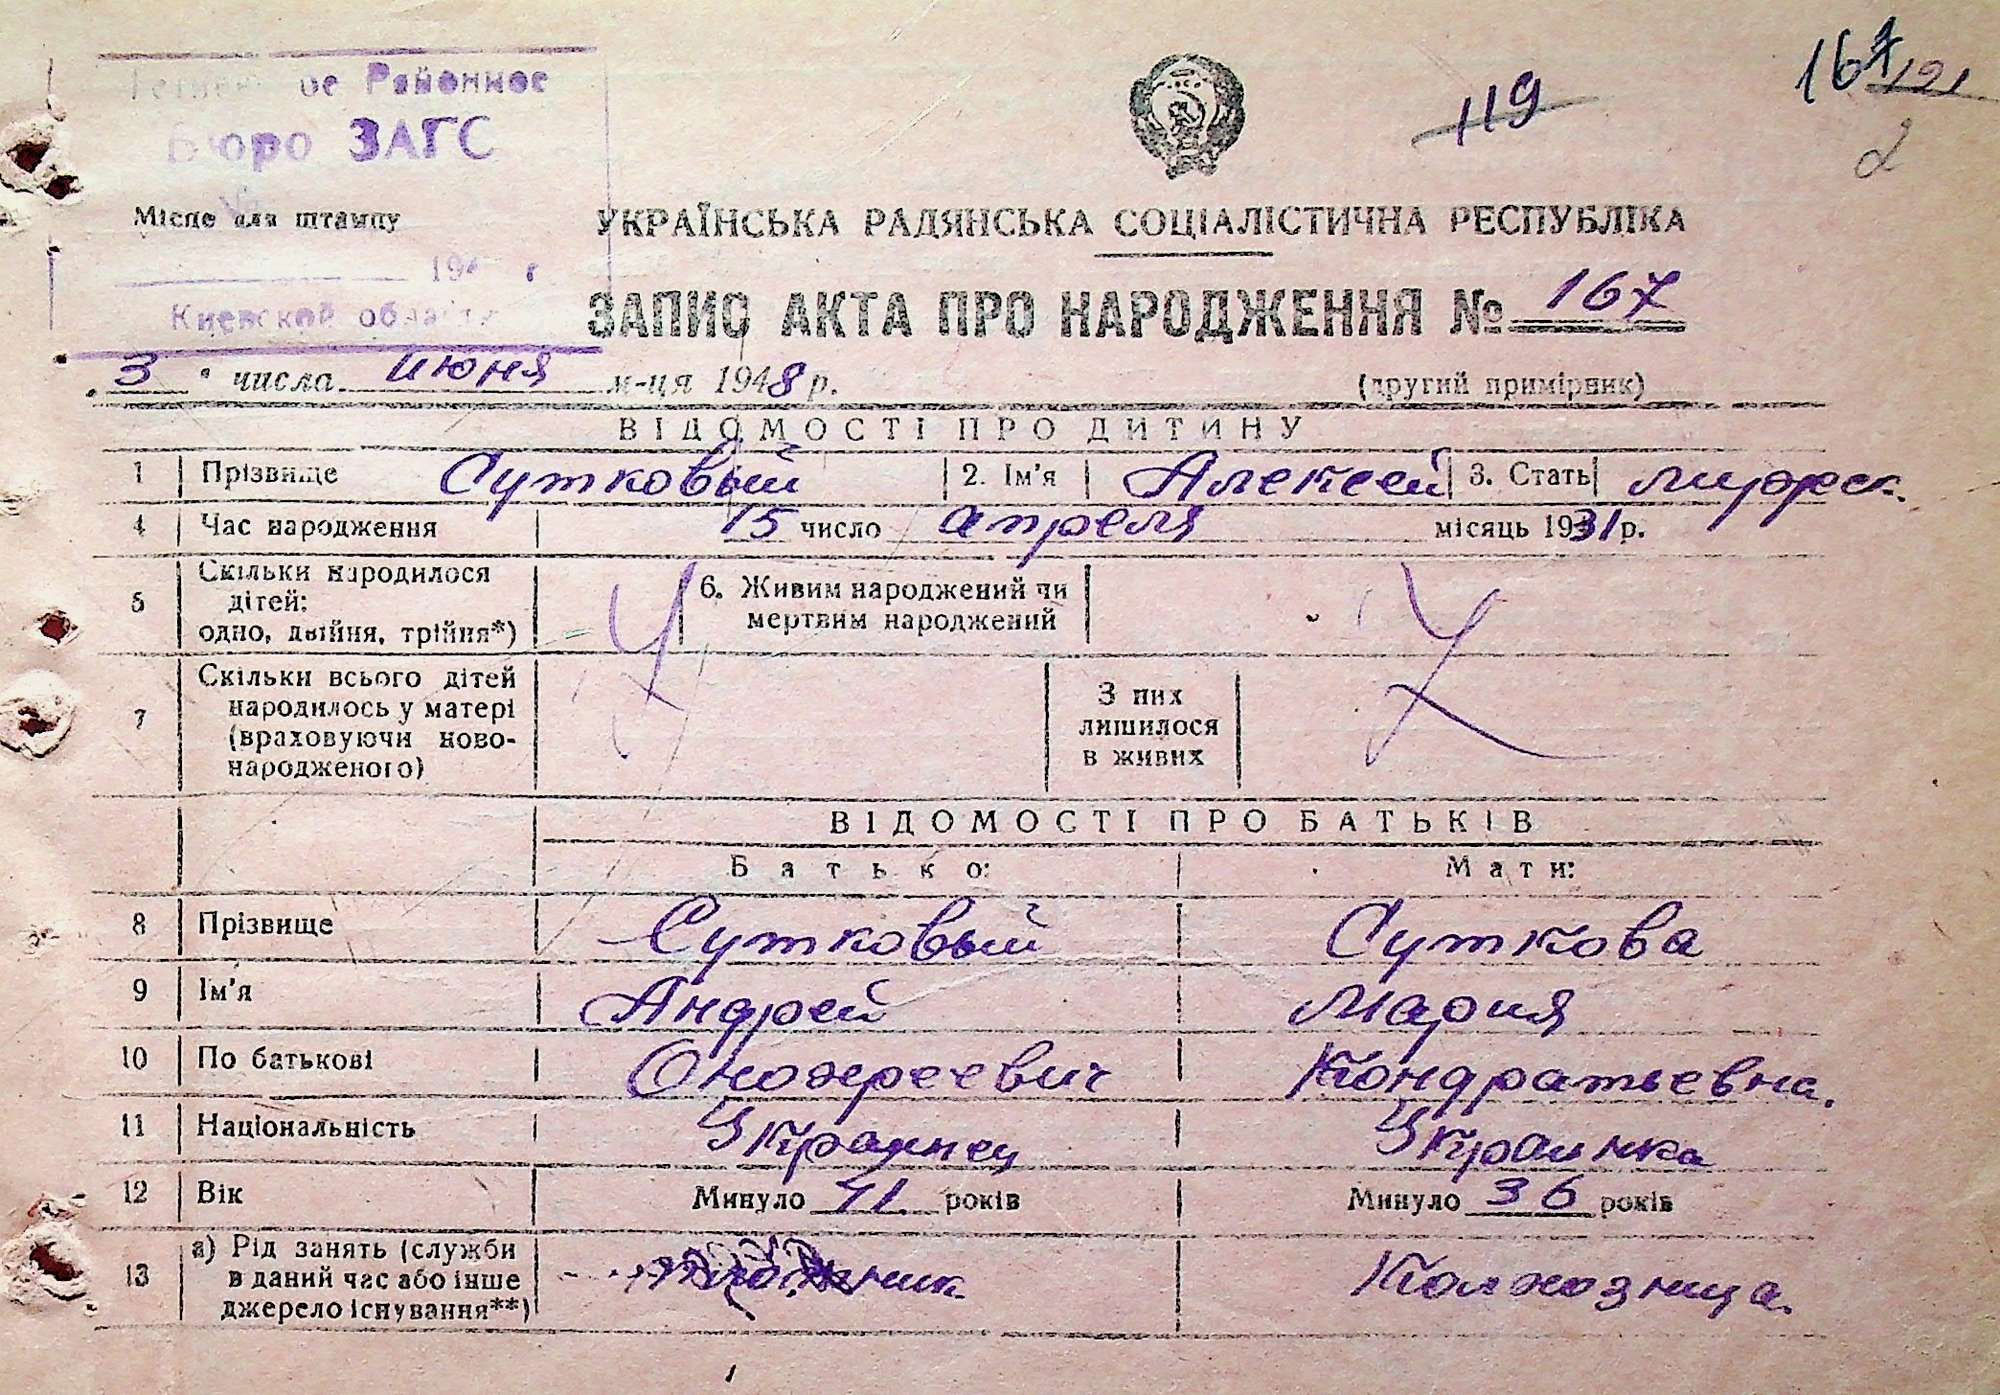 Районное
Бюро ЗАГС
Місце для штампу
194 г
Киевской области
119
167
191
2
УКРАЇНСЬКА РАДЯНСЬКА СОЦІАЛІСТИЧНА РЕСПУБЛІКА
ЗАПИС АКТА ПРО НАРОДЖЕННЯ № 167
„3" числа июня м-ця 1948 р. (другий примірник)
ВІДОМОСТІ ПРО ДИТИНУ
1 Прізвище Сутковый 2. Ім'я Алексей 3. Стать мужск.
4 Час народження 15 число апреля місяць 1931 р.
5 Скільки народилося дітей: одно, двійня, трійня*) 6. Живим народжений чи мертвим народжений
7 Скільки всього дітей народилось у матері (враховуючи ново-народженого) З них лишилося в живих
ВІДОМОСТІ ПРО БАТЬКІВ
Батько: Мати:
8 Прізвище Сутковый Суткова
9 Ім'я Андрей Мария
10 По батькові Онохреевич Кондратьевна.
11 Національність Украинец Украинка
12 Вік Минуло 41 років Минуло 36 років
13 а) Рід занять (служби в даний час або інше джерело існування**) Колхозница.